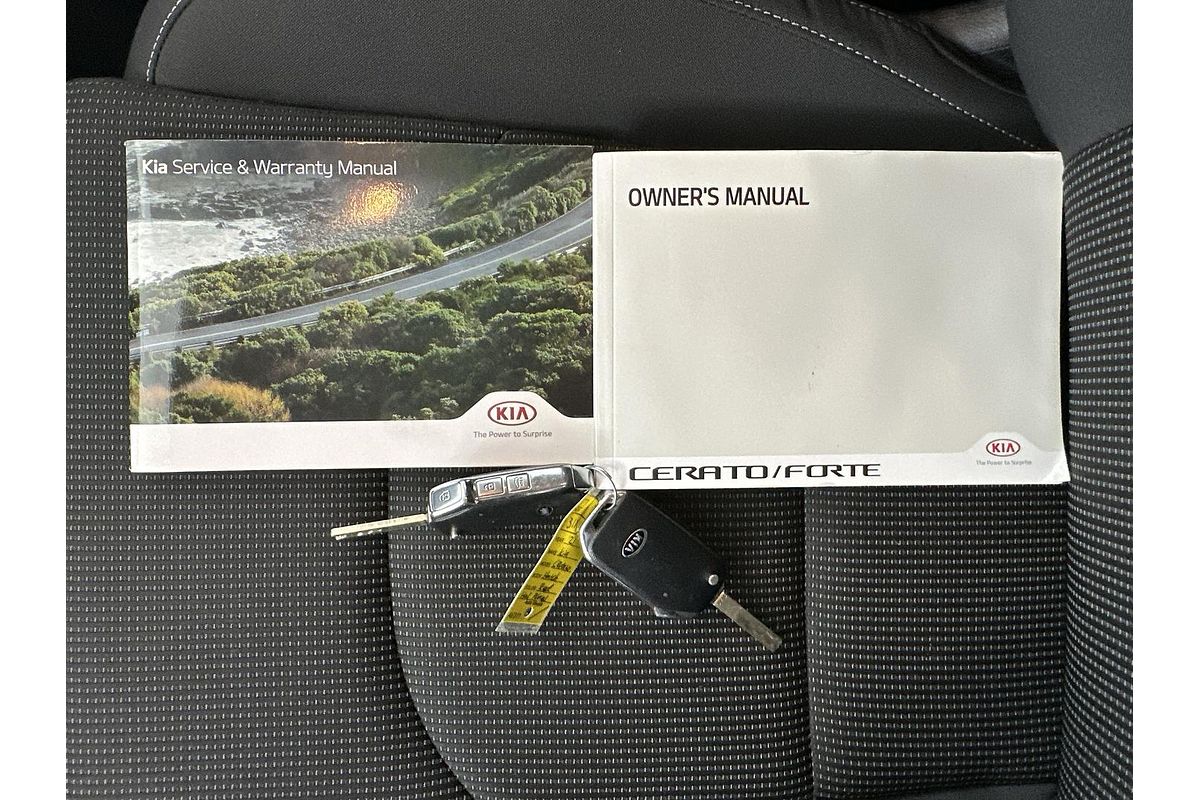 Kia Service & Warranty Manual
KIA
The Power to Surprise
OWNER'S MANUAL
KIA
The Power to Surprise
CERATO/FORTE
KIA